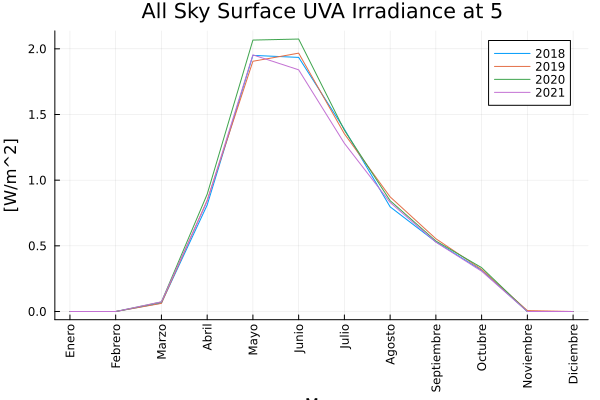 All Sky Surface UVA Irradiance at 5
[W/m^2]
2.0
1.5
1.0
0.5
0.0
2018
2019
2020
2021
Enero
Febrero
Marzo
Abril
Mayo
Junio
Julio
Agosto
Septiembre
Octubre
Noviembre
Diciembre